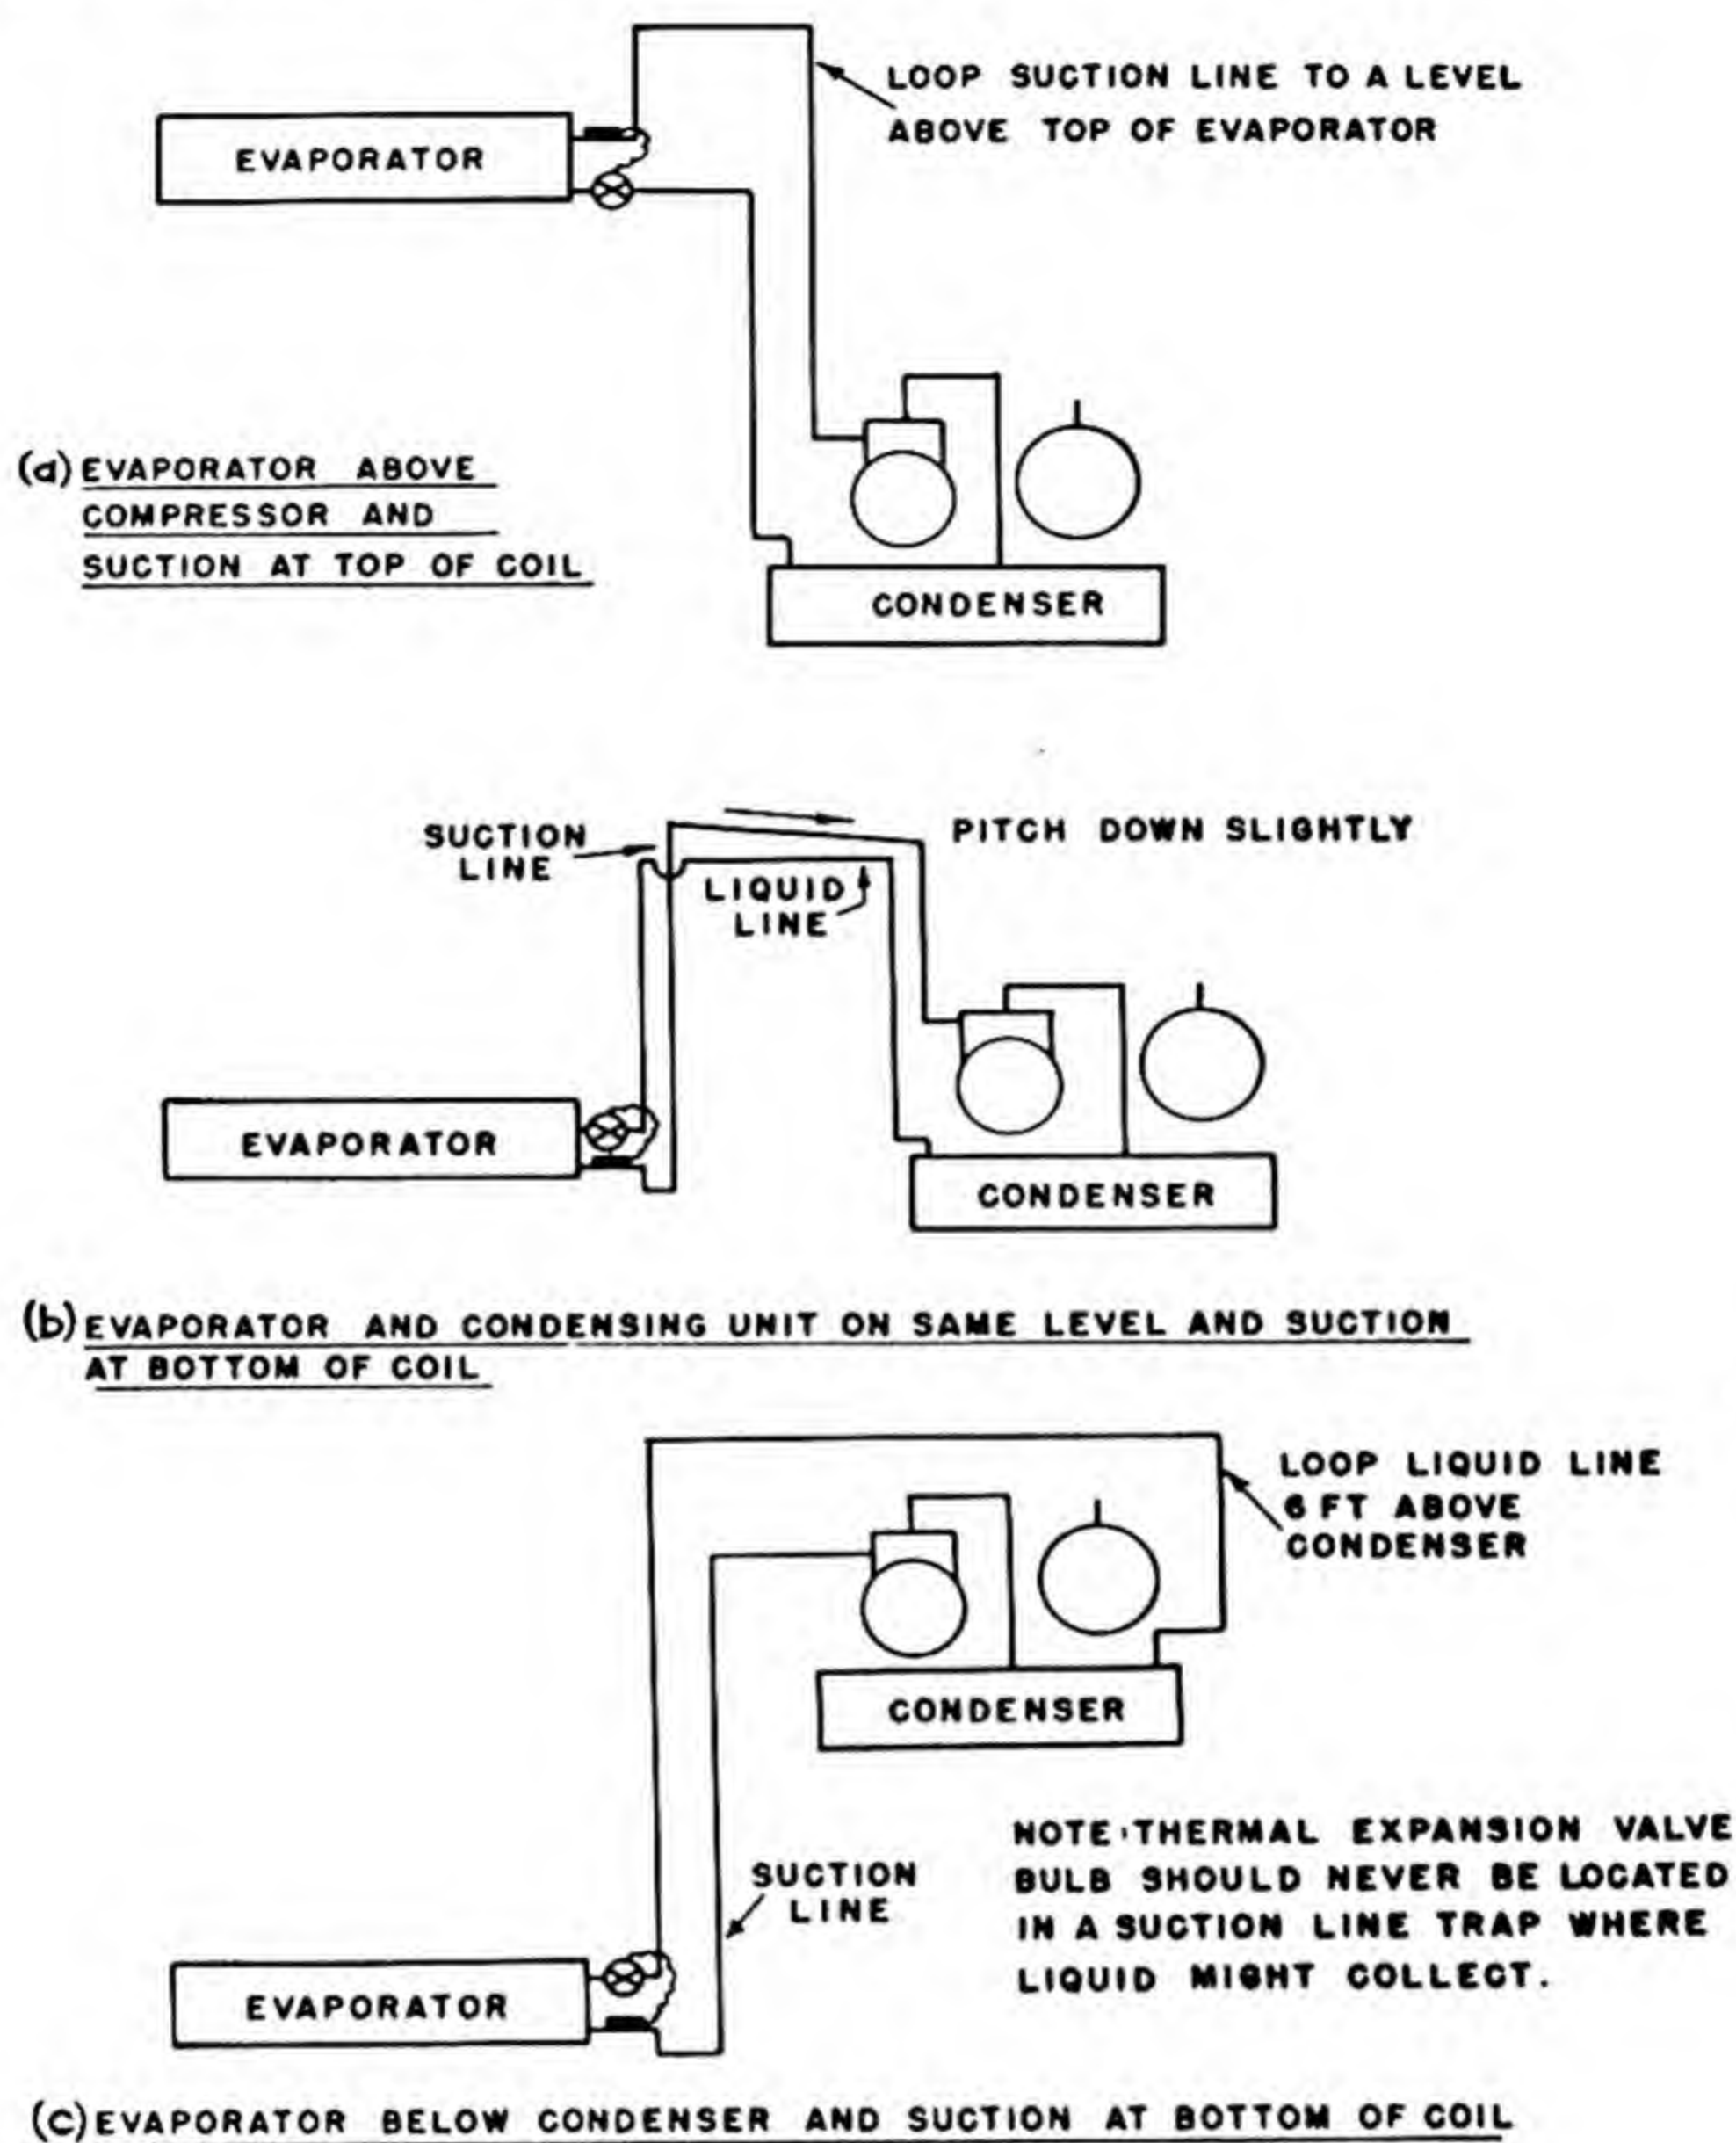 LOOP SUCTION LINE TO A LEVEL
ABOVE TOP OF EVAPORATOR
EVAPORATOR
(a) EVAPORATOR ABOVE
COMPRESSOR AND
SUCTION AT TOP OF COIL
CONDENSER
SUCTION
LINE
PITCH DOWN SLIGHTLY
LIQUID
LINE
EVAPORATOR
CONDENSER
(b) EVAPORATOR AND CONDENSING UNIT ON SAME LEVEL AND SUCTION
AT BOTTOM OF COIL
LOOP LIQUID LINE
6 FT ABOVE
CONDENSER
CONDENSER
SUCTION
LINE
EVAPORATOR
NOTE: THERMAL EXPANSION VALVE
BULB SHOULD NEVER BE LOCATED
IN A SUCTION LINE TRAP WHERE
LIQUID MIGHT COLLECT.
(c) EVAPORATOR BELOW CONDENSER AND SUCTION AT BOTTOM OF COIL